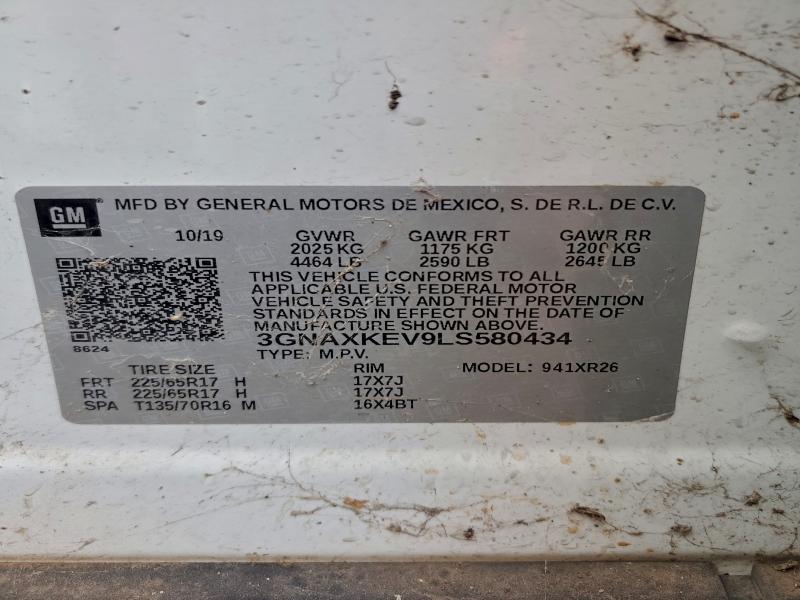 GM MFD BY GENERAL MOTORS DE MEXICO, S. DE R.L. DE C.V.
10/19 GVWR GAWR FRT GAWR RR
2025 KG 1175 KG 1200 KG
4464 LB 2590 LB 2645 LB
THIS VEHICLE CONFORMS TO ALL
APPLICABLE U.S. FEDERAL MOTOR
VEHICLE SAFETY AND THEFT PREVENTION
STANDARDS IN EFFECT ON THE DATE OF
MANUFACTURE SHOWN ABOVE.
8624 3GNAXKEV9LS580434
TYPE: M.P.V.
TIRE SIZE RIM MODEL: 941XR26
FRT 225/65R17 H 17X7J
RR 225/65R17 H 17X7J
SPA T135/70R16 M 16X4BT